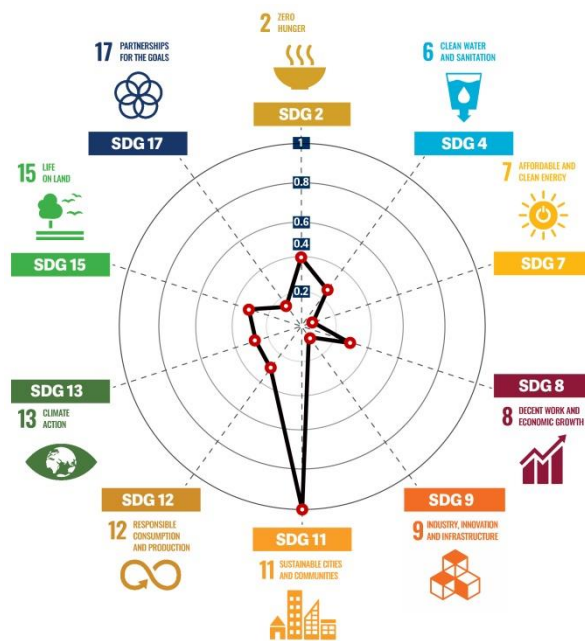 2 ZERO
HUNGER
SDG 2
17 PARTNERSHIPS
FOR THE GOALS
SDG 17
6 CLEAN WATER
AND SANITATION
SDG 4
1
0.8
0.6
0.4
0.2
15 LIFE
ON LAND
SDG 15
7 AFFORDABLE AND
CLEAN ENERGY
SDG 7
SDG 13
13 CLIMATE
ACTION
SDG 8
8 DECENT WORK AND
ECONOMIC GROWTH
SDG 12
12 RESPONSIBLE
CONSUMPTION
AND PRODUCTION
SDG 9
9 INDUSTRY, INNOVATION
AND INFRASTRUCTURE
SDG 11
11 SUSTAINABLE CITIES
AND COMMUNITIES